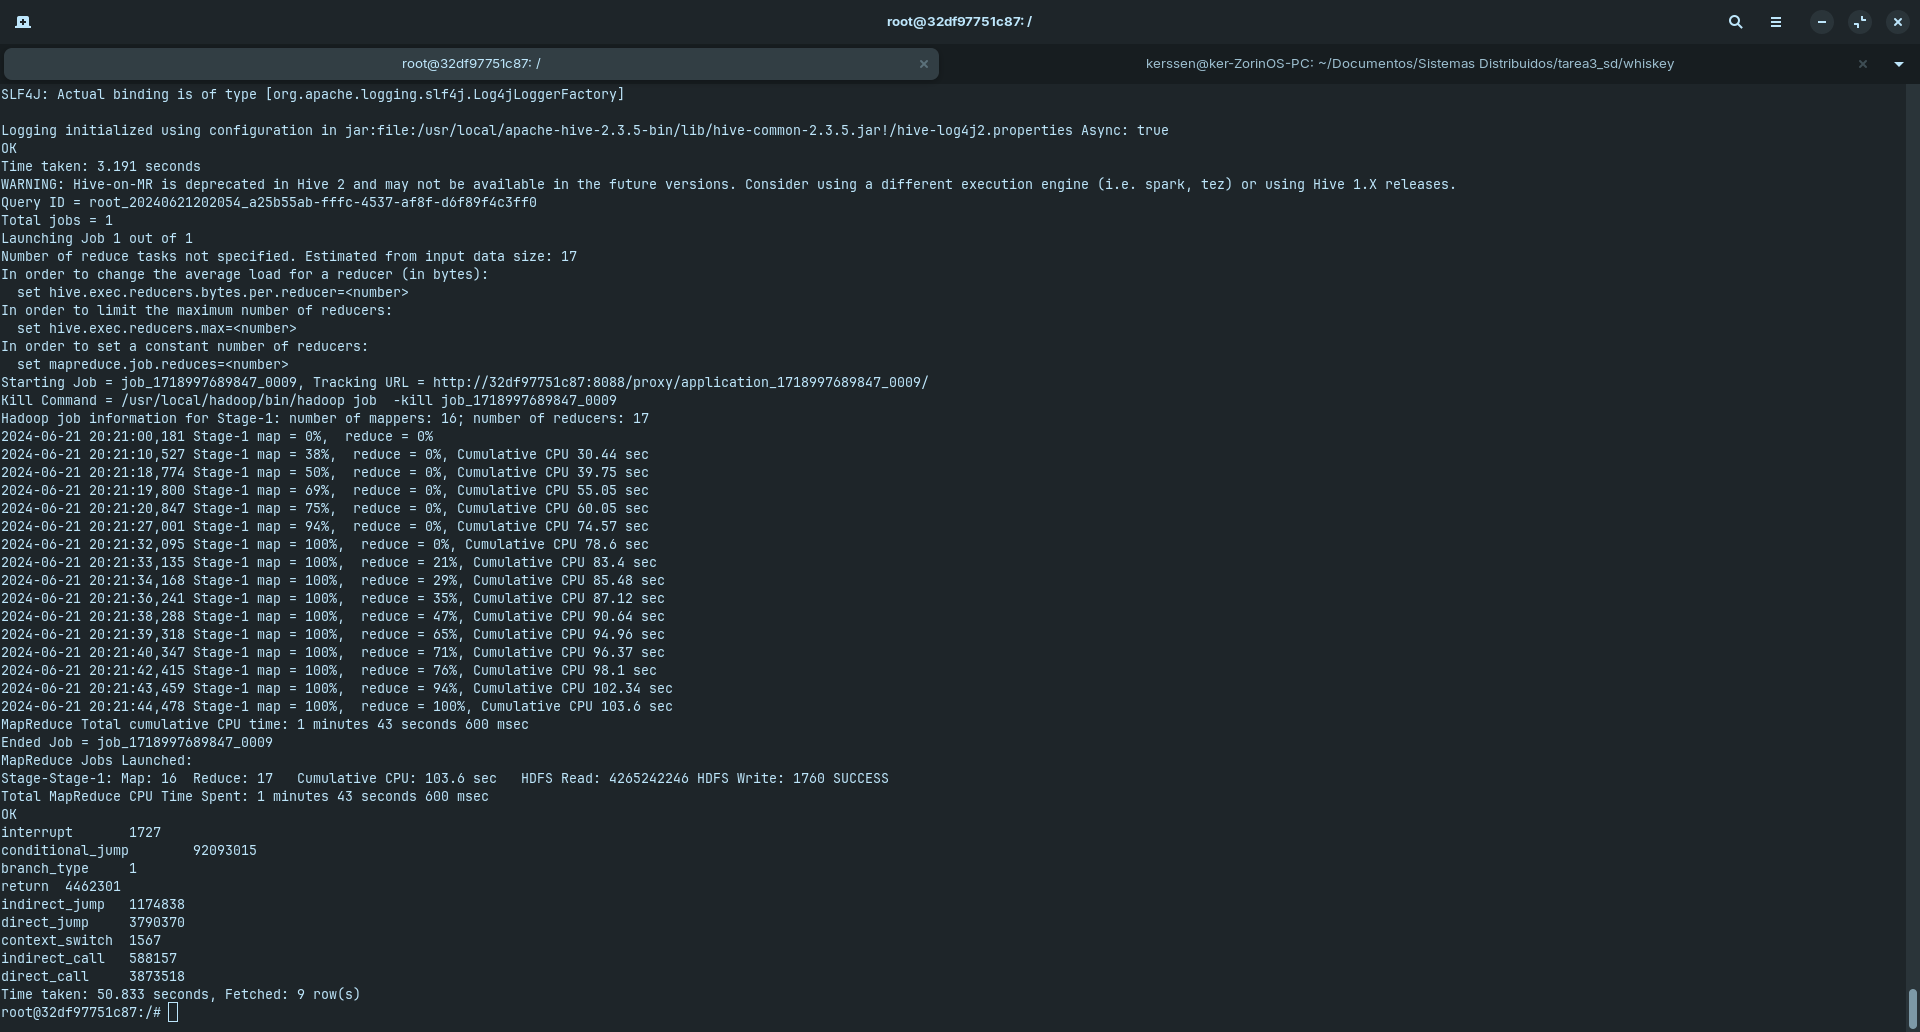 root@32df97751c87: /
root@32df97751c87: /
kerssen@ker-ZorinOS-PC: ~/Documentos/Sistemas Distribuidos/tarea3_sd/whiskey
SLF4J: Actual binding is of type [org.apache.logging.slf4j.Log4jLoggerFactory]
Logging initialized using configuration in jar:file:/usr/local/apache-hive-2.3.5-bin/lib/hive-common-2.3.5.jar!/hive-log4j2.properties Async: true
OK
Time taken: 3.191 seconds
WARNING: Hive-on-MR is deprecated in Hive 2 and may not be available in the future versions. Consider using a different execution engine (i.e. spark, tez) or using Hive 1.X releases.
Query ID = root_20240621202054_a25b55ab-fffc-4537-af8f-d6f89f4c3ff0
Total jobs = 1
Launching Job 1 out of 1
Number of reduce tasks not specified. Estimated from input data size: 17
In order to change the average load for a reducer (in bytes):
  set hive.exec.reducers.bytes.per.reducer=<number>
In order to limit the maximum number of reducers:
  set hive.exec.reducers.max=<number>
In order to set a constant number of reducers:
  set mapreduce.job.reduces=<number>
Starting Job = job_1718997689847_0009, Tracking URL = http://32df97751c87:8088/proxy/application_1718997689847_0009/
Kill Command = /usr/local/hadoop/bin/hadoop job  -kill job_1718997689847_0009
Hadoop job information for Stage-1: number of mappers: 16; number of reducers: 17
2024-06-21 20:21:00,181 Stage-1 map = 0%,  reduce = 0%
2024-06-21 20:21:10,527 Stage-1 map = 38%,  reduce = 0%, Cumulative CPU 30.44 sec
2024-06-21 20:21:18,774 Stage-1 map = 50%,  reduce = 0%, Cumulative CPU 39.75 sec
2024-06-21 20:21:19,800 Stage-1 map = 69%,  reduce = 0%, Cumulative CPU 55.05 sec
2024-06-21 20:21:20,847 Stage-1 map = 75%,  reduce = 0%, Cumulative CPU 60.05 sec
2024-06-21 20:21:27,001 Stage-1 map = 94%,  reduce = 0%, Cumulative CPU 74.57 sec
2024-06-21 20:21:32,095 Stage-1 map = 100%,  reduce = 0%, Cumulative CPU 78.6 sec
2024-06-21 20:21:33,135 Stage-1 map = 100%,  reduce = 21%, Cumulative CPU 83.4 sec
2024-06-21 20:21:34,168 Stage-1 map = 100%,  reduce = 29%, Cumulative CPU 85.48 sec
2024-06-21 20:21:36,241 Stage-1 map = 100%,  reduce = 35%, Cumulative CPU 87.12 sec
2024-06-21 20:21:38,288 Stage-1 map = 100%,  reduce = 47%, Cumulative CPU 90.64 sec
2024-06-21 20:21:39,318 Stage-1 map = 100%,  reduce = 65%, Cumulative CPU 94.96 sec
2024-06-21 20:21:40,347 Stage-1 map = 100%,  reduce = 71%, Cumulative CPU 96.37 sec
2024-06-21 20:21:42,415 Stage-1 map = 100%,  reduce = 76%, Cumulative CPU 98.1 sec
2024-06-21 20:21:43,459 Stage-1 map = 100%,  reduce = 94%, Cumulative CPU 102.34 sec
2024-06-21 20:21:44,478 Stage-1 map = 100%,  reduce = 100%, Cumulative CPU 103.6 sec
MapReduce Total cumulative CPU time: 1 minutes 43 seconds 600 msec
Ended Job = job_1718997689847_0009
MapReduce Jobs Launched:
Stage-Stage-1: Map: 16  Reduce: 17   Cumulative CPU: 103.6 sec   HDFS Read: 4265242246 HDFS Write: 1760 SUCCESS
Total MapReduce CPU Time Spent: 1 minutes 43 seconds 600 msec
OK
interrupt       1727
conditional_jump        92093015
branch_type     1
return  4462301
indirect_jump   1174838
direct_jump     3790370
context_switch  1567
indirect_call   588157
direct_call     3873518
Time taken: 50.833 seconds, Fetched: 9 row(s)
root@32df97751c87:/#